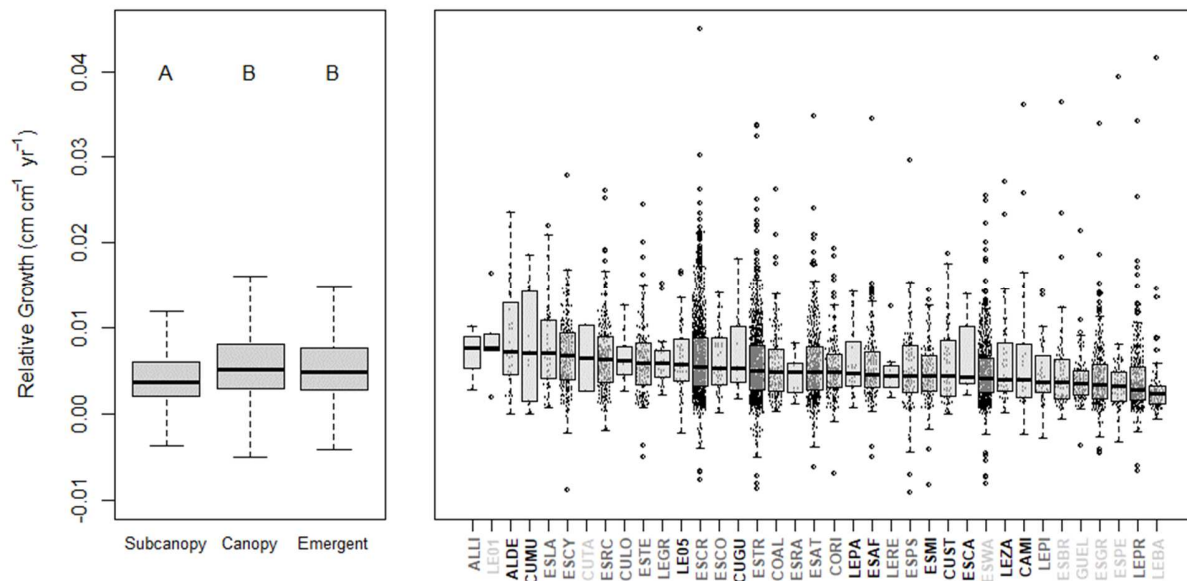 Relative Growth (cm cm⁻¹ yr⁻¹)
0.04
0.03
0.02
0.01
0.00
-0.01
A B B
Subcanopy Canopy Emergent
ALLI LE01 ALDE CUMU ESLA ESCY CUTA ESRC CULO ESTE LEGR LE05 ESCR ESCO CUGU ESTR COAL ESRA ESAT CORI LEPA ESAF LERE ESPS ESMI CUST ESCA ESWA LEZA CAMI LEPI ESBR GUEL ESGR ESPE LEPR LEBA